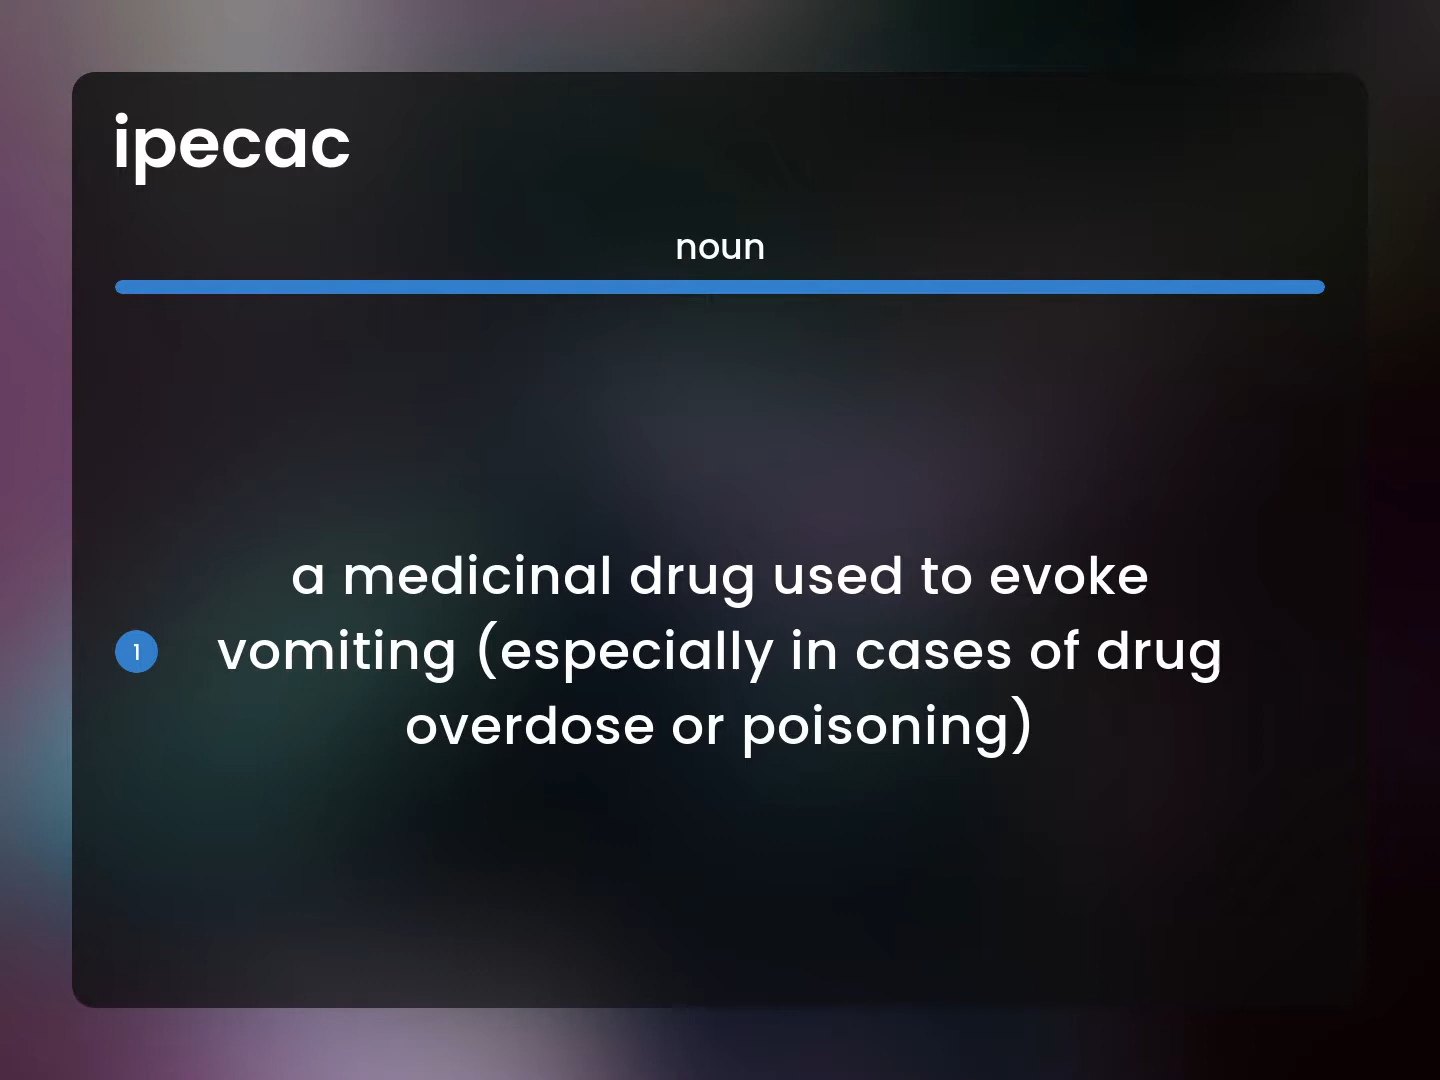 ipecac
noun
1
a medicinal drug used to evoke
vomiting (especially in cases of drug
overdose or poisoning)